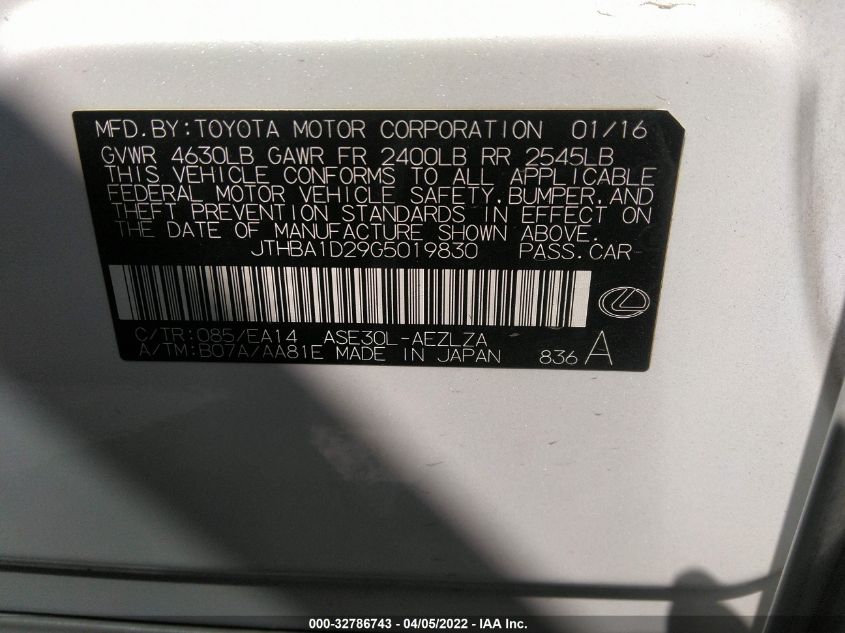 MFD.BY:TOYOTA MOTOR CORPORATION 01/16
GVWR 4630LB GAWR FR 2400LB RR 2545LB
THIS VEHICLE CONFORMS TO ALL APPLICABLE
FEDERAL MOTOR VEHICLE SAFETY,BUMPER,AND
THEFT PREVENTION STANDARDS IN EFFECT ON
THE DATE OF MANUFACTURE SHOWN ABOVE.
JTHBA1D29G5019830 PASS.CAR
C/TR:085/EA14 ASE30L-AEZLZA
A/TM:B07A/AA81E MADE IN JAPAN 836 A
000-32786743 - 04/05/2022 - IAA Inc.